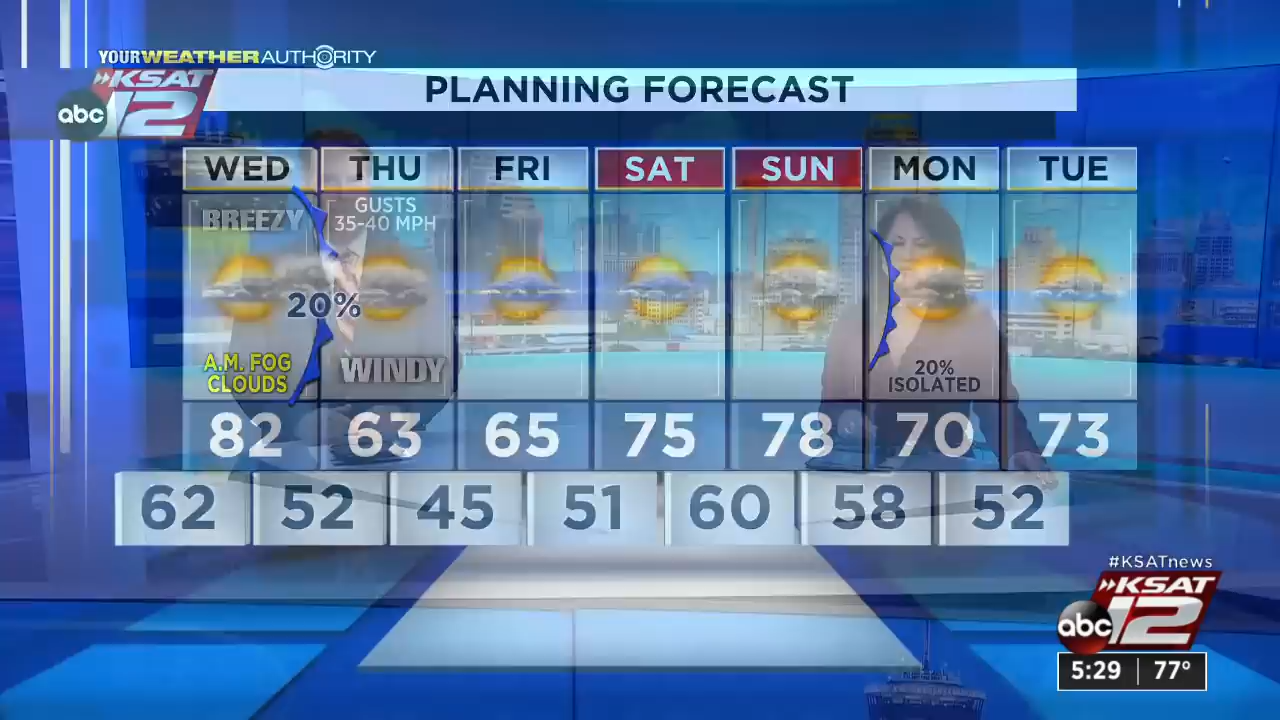 YOURWEATHERAUTHORITY
KSAT
abc 12
PLANNING FORECAST
WED THU FRI SAT SUN MON TUE
BREEZY
GUSTS
35-40 MPH
20%
A.M. FOG
CLOUDS
WINDY
20%
ISOLATED
82 63 65 75 78 70 73
62 52 45 51 60 58 52
#KSATnews
KSAT
abc 12
5:29 77°